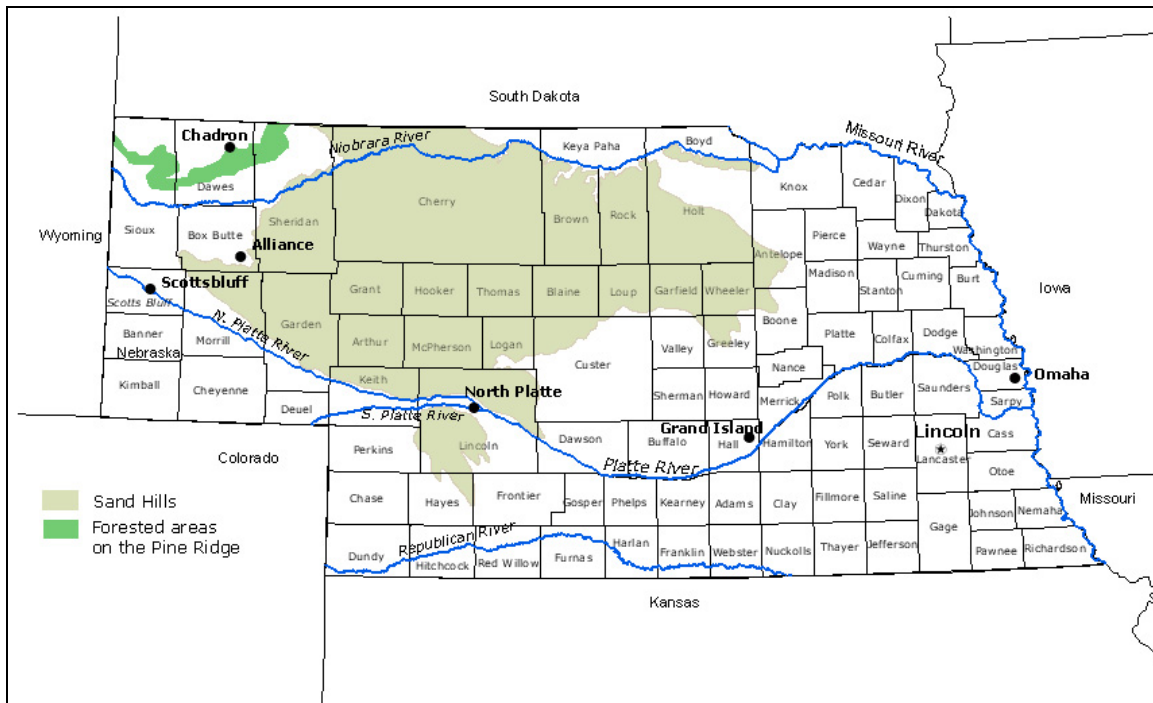 South Dakota
Chadron
Niobrara River
Keya Paha
Boyd
Missouri River
Dawes
Knox
Cedar
Dixon
Dakota
Sheridan
Cherry
Brown
Rock
Holt
Wyoming
Sioux
Box Butte
Antelope
Pierce
Wayne
Thurston
Alliance
Scottsbluff
Scotts Bluff
Grant
Hooker
Thomas
Blaine
Loup
Garfield
Wheeler
Madison
Stanton
Cuming
Burt
Iowa
Banner
Morrill
N. Platte River
Garden
Arthur
McPherson
Logan
Custer
Valley
Greeley
Boone
Platte
Colfax
Dodge
Washington
Nebraska
Kimball
Cheyenne
Keith
Nance
Douglas
Omaha
Deuel
North Platte
Sherman
Howard
Merrick
Polk
Butler
Saunders
Sarpy
S. Platte River
Colorado
Perkins
Lincoln
Dawson
Buffalo
Grand Island
Hall
Hamilton
York
Seward
Lincoln
Lancaster
Cass
Platte River
Otoe
Chase
Hayes
Frontier
Gosper
Phelps
Kearney
Adams
Clay
Fillmore
Saline
Gage
Johnson
Nemaha
Missouri
Sand Hills
Forested areas
on the Pine Ridge
Republican River
Dundy
Hitchcock
Red Willow
Furnas
Harlan
Franklin
Webster
Nuckolls
Thayer
Jefferson
Pawnee
Richardson
Kansas